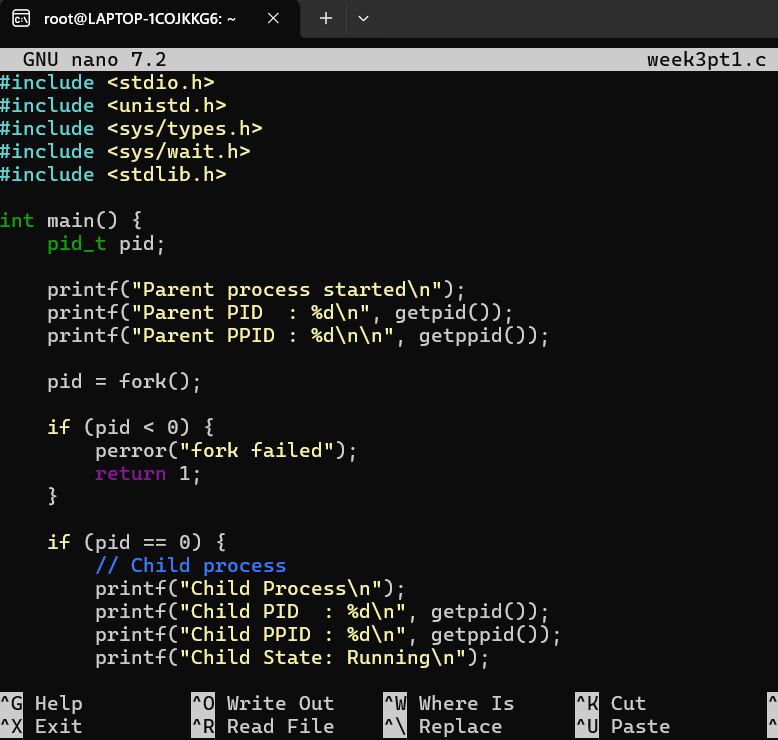 root@LAPTOP-1COJKKG6: ~
GNU nano 7.2 week3pt1.c
#include <stdio.h>
#include <unistd.h>
#include <sys/types.h>
#include <sys/wait.h>
#include <stdlib.h>

int main() {
    pid_t pid;

    printf("Parent process started\n");
    printf("Parent PID  : %d\n", getpid());
    printf("Parent PPID : %d\n\n", getppid());

    pid = fork();

    if (pid < 0) {
        perror("fork failed");
        return 1;
    }

    if (pid == 0) {
        // Child process
        printf("Child Process\n");
        printf("Child PID  : %d\n", getpid());
        printf("Child PPID : %d\n", getppid());
        printf("Child State: Running\n");

^G Help ^O Write Out ^W Where Is ^K Cut ^
^X Exit ^R Read File ^\ Replace ^U Paste ^